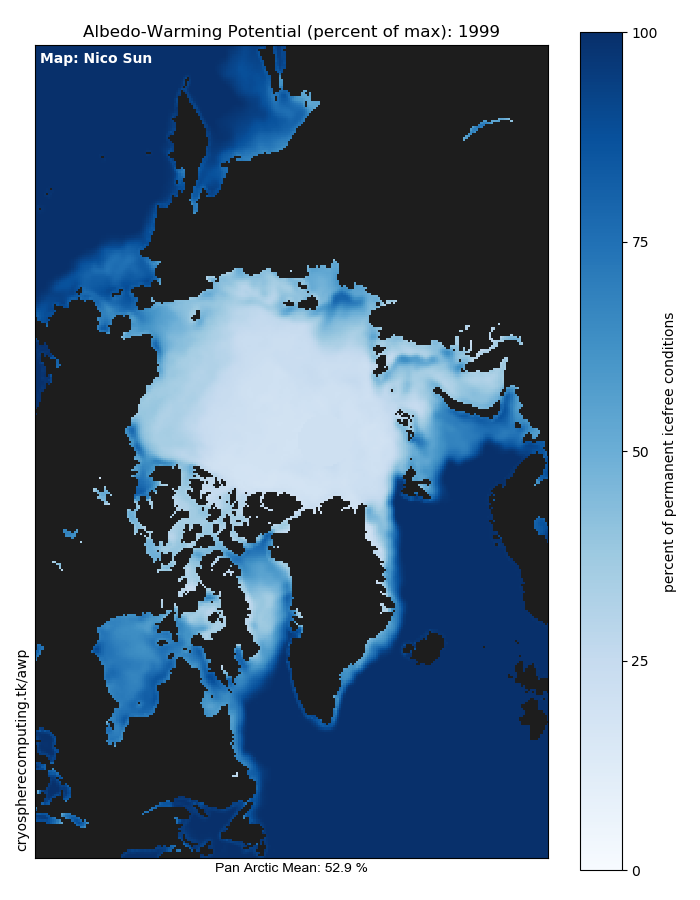 Albedo-Warming Potential (percent of max): 1999
Map: Nico Sun
100
75
50
25
0
percent of permanent icefree conditions
cryospherecomputing.tk/awp
Pan Arctic Mean: 52.9 %